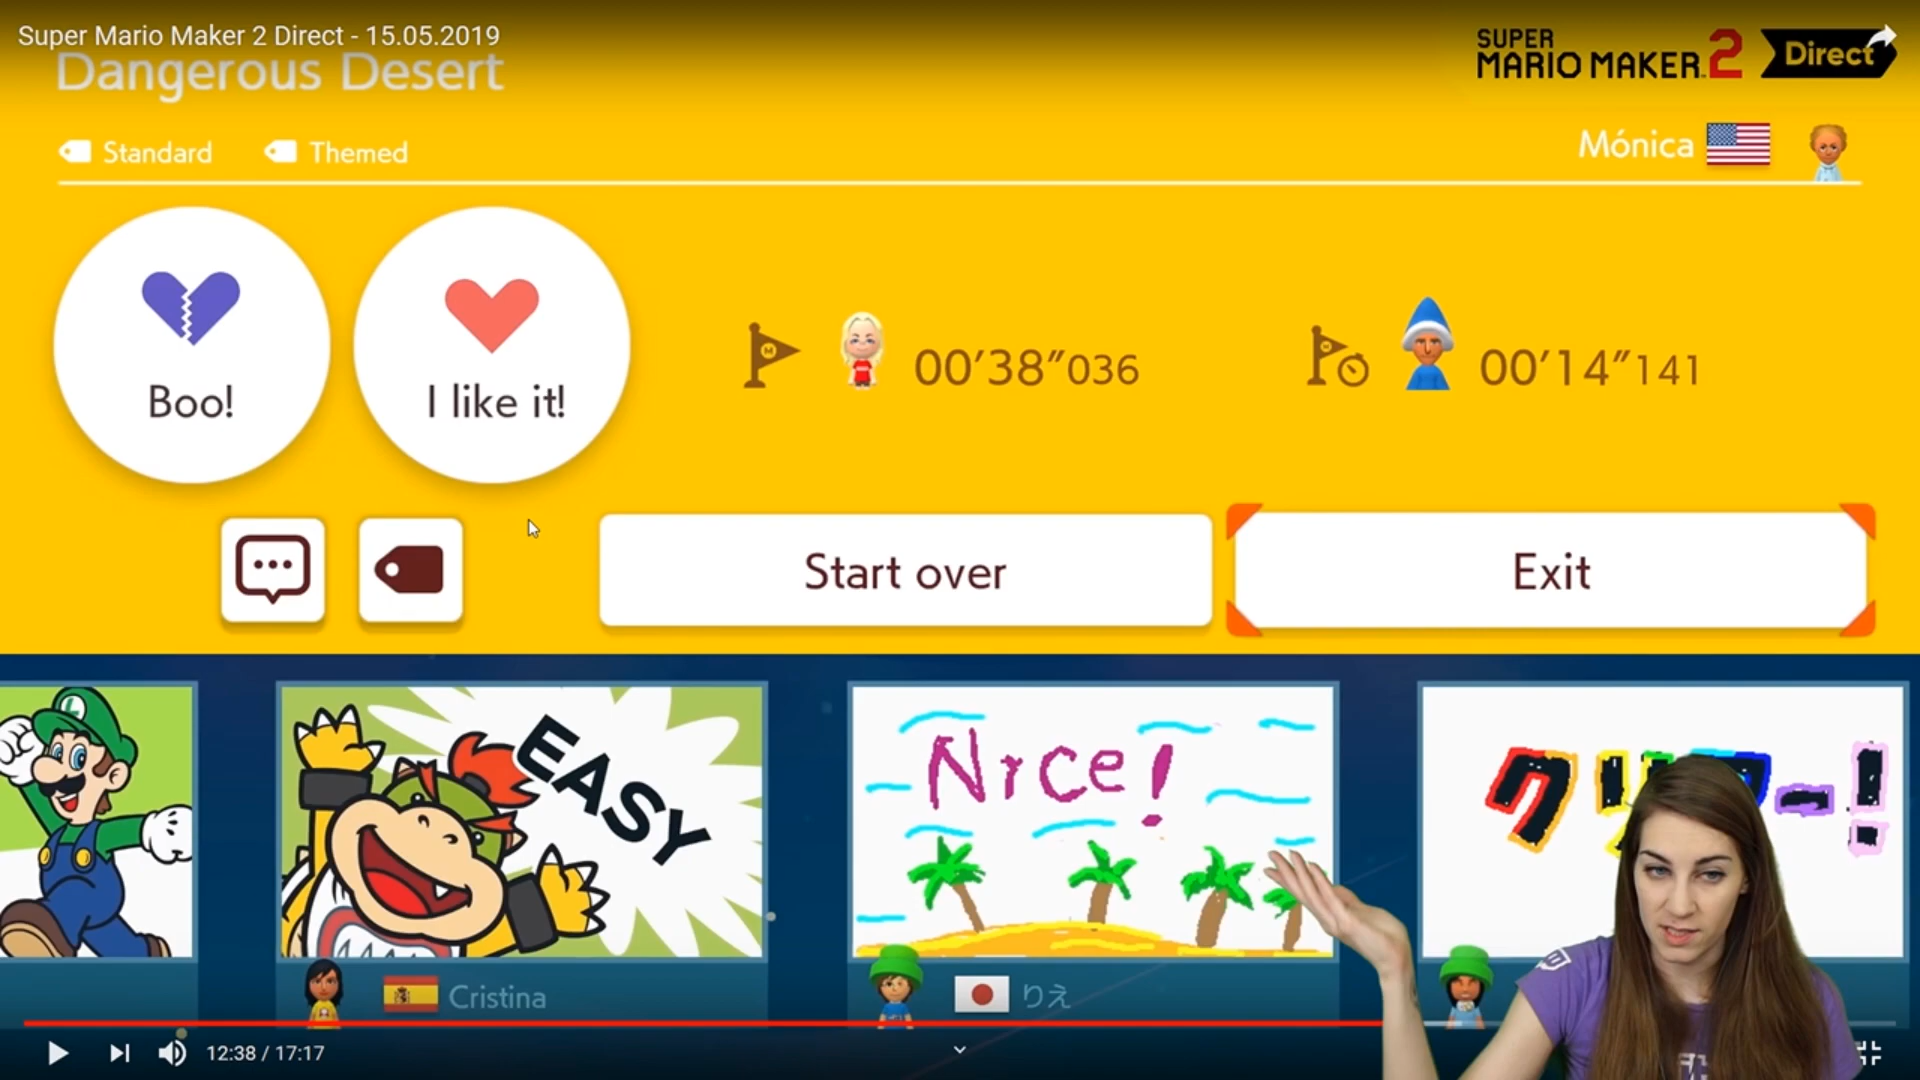 Super Mario Maker 2 Direct - 15.05.2019
Dangerous Desert
SUPER
MARIO MAKER 2
Direct
Standard
Themed
Mónica
Boo!
I like it!
00'38"036
00'14"141
Start over
Exit
EASY
Nice!
Cristina
りえ
12:38 / 17:17